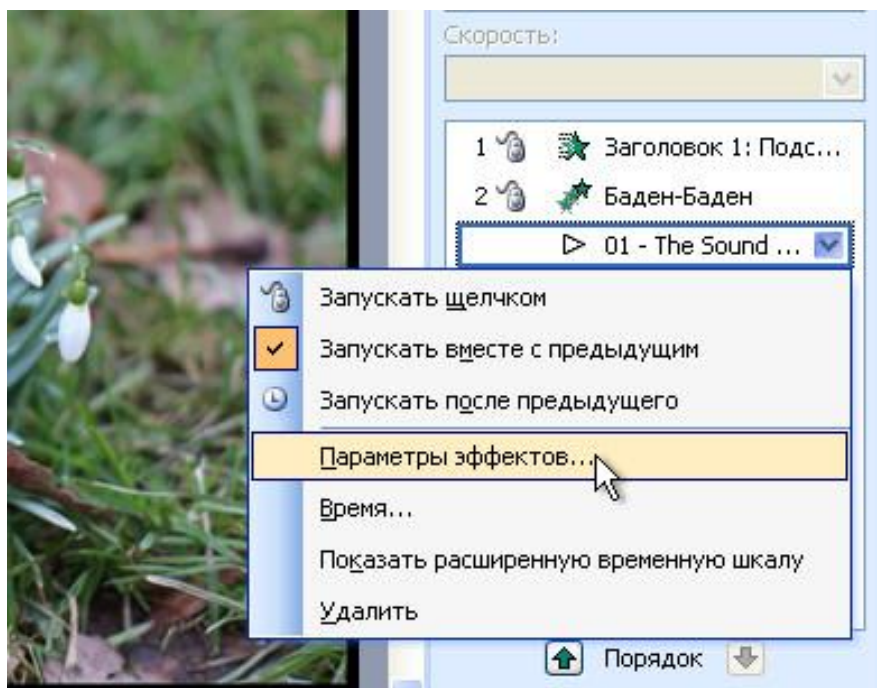 Скорость:
1 Заголовок 1: Подс...
2 Баден-Баден
01 - The Sound ...
Запускать щелчком
Запускать вместе с предыдущим
Запускать после предыдущего
Параметры эффектов...
Время...
Показать расширенную временную шкалу
Удалить
Порядок